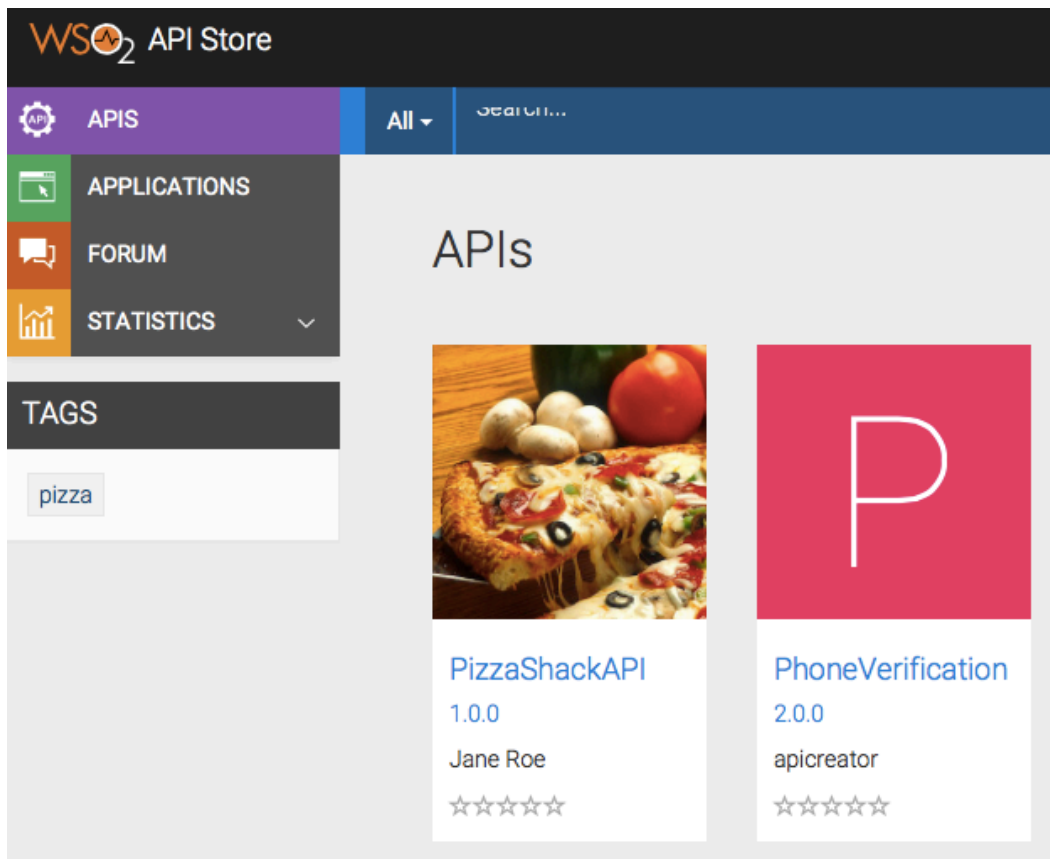 WSO2 API Store
APIS
All
Search...
APPLICATIONS
FORUM
STATISTICS
TAGS
pizza
APIs
P
PizzaShackAPI
1.0.0
Jane Roe
PhoneVerification
2.0.0
apicreator